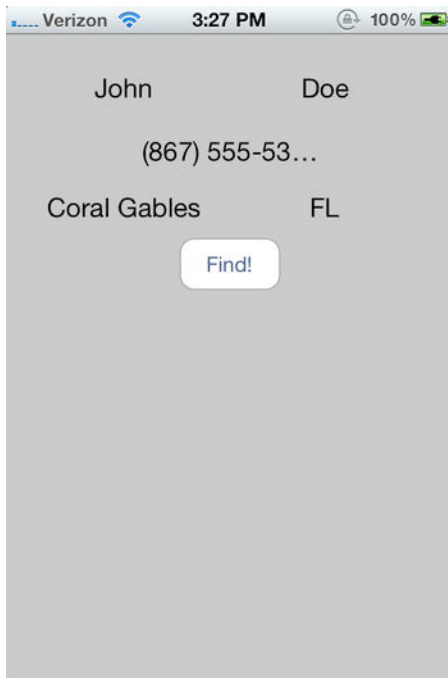 Verizon 3:27 PM 100%
John Doe
(867) 555-53…
Coral Gables FL
Find!